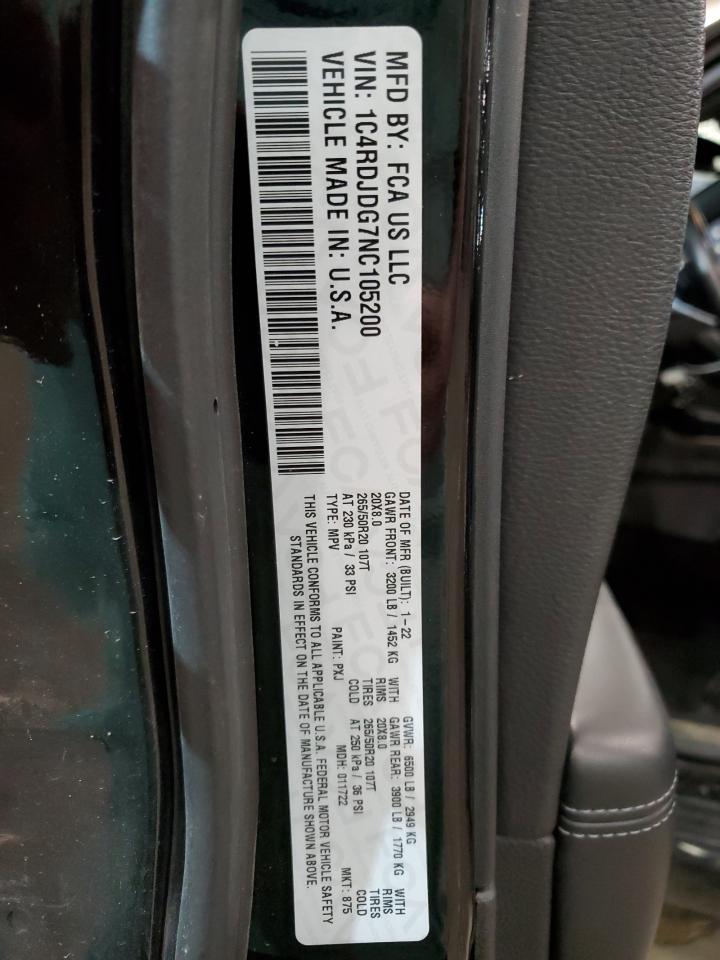 MFD BY: FCA US LLC
VIN: 1C4RDJDG7NC105200
VEHICLE MADE IN: U.S.A.
DATE OF MFR (BUILT): 1-22 GVWR: 6500 LB / 2949 KG
GAWR FRONT: 3200 LB / 1452 KG WITH GAWR REAR: 3900 LB / 1770 KG WITH
20X8.0 RIMS 20X8.0 RIMS
265/50R20 107T TIRES 265/50R20 107T TIRES
AT 230 kPa / 33 PSI COLD AT 250 kPa / 36 PSI COLD
TYPE: MPV PAINT: PXJ MDH: 011722 MKT: 875
THIS VEHICLE CONFORMS TO ALL APPLICABLE U.S.A. FEDERAL MOTOR VEHICLE SAFETY
STANDARDS IN EFFECT ON THE DATE OF MANUFACTURE SHOWN ABOVE.